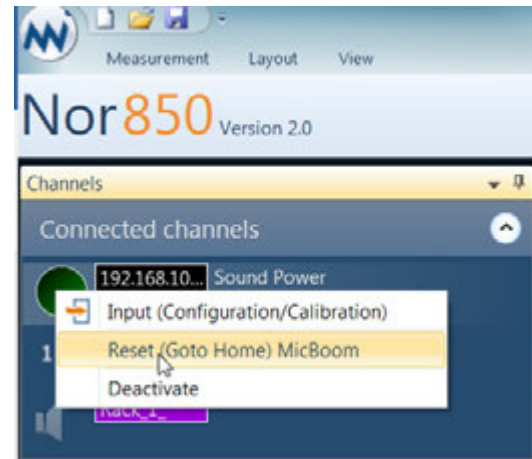 Measurement Layout View
Nor850 Version 2.0
Channels
Connected channels
192.168.10... Sound Power
Input (Configuration/Calibration)
1
Reset (Goto Home) MicBoom
Deactivate
Rack_1_